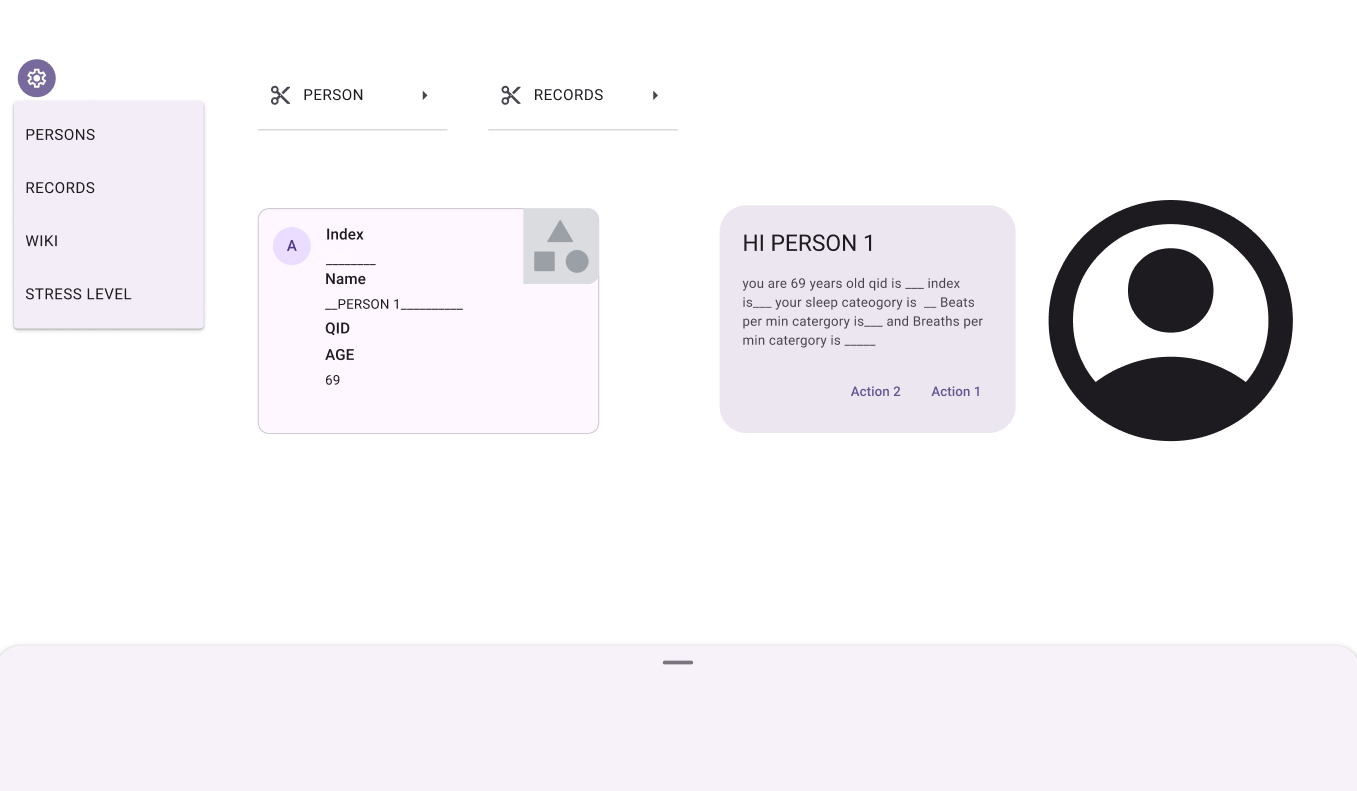 PERSONS
RECORDS
WIKI
STRESS LEVEL
PERSON
RECORDS
A
Index
________
Name
__PERSON 1__________
QID
AGE
69
HI PERSON 1
you are 69 years old qid is ___ index
is___ your sleep cateogory is  __ Beats
per min catergory is___ and Breaths per
min catergory is _____
Action 2
Action 1